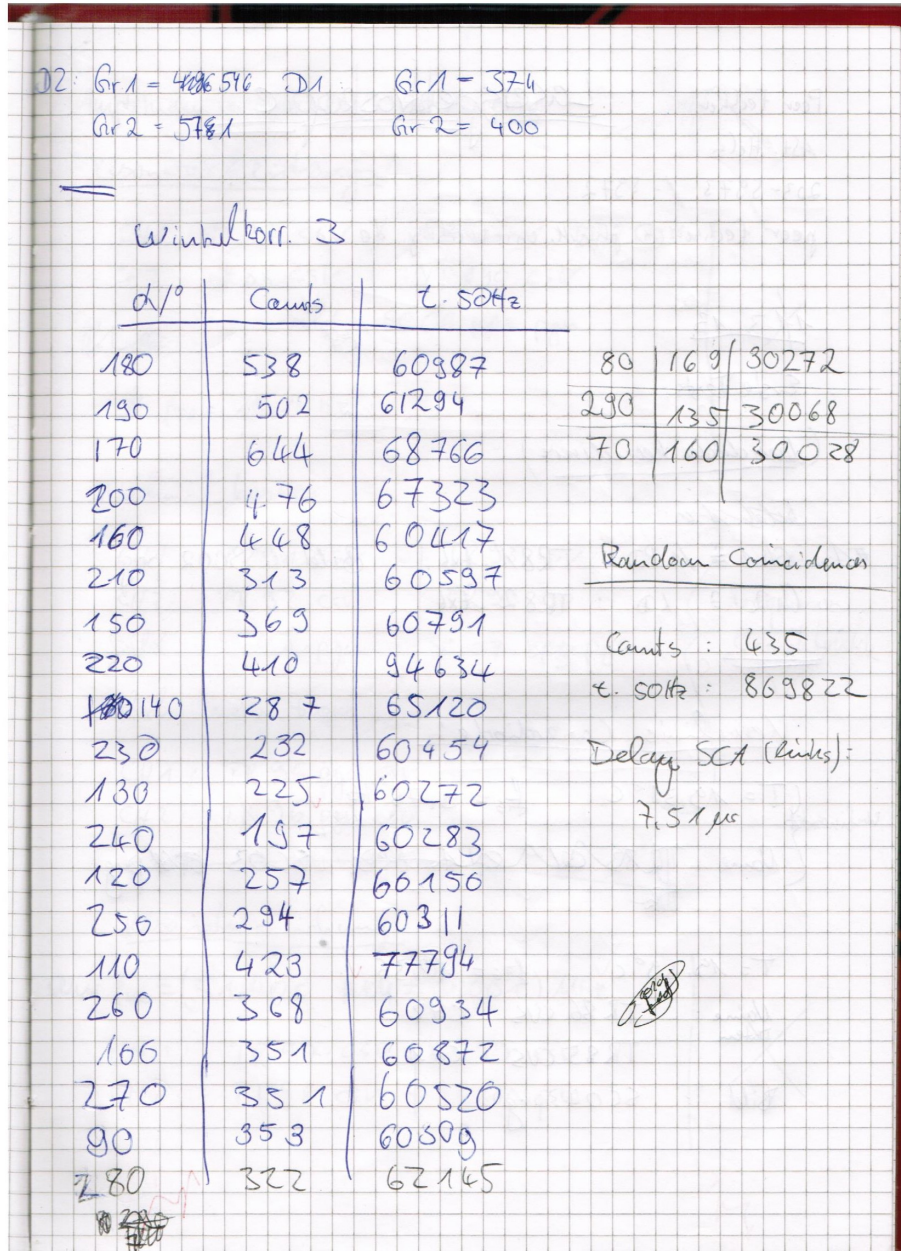 D2: Gr1 = 546 D1: Gr1 = 374
Gr2 = 5781 Gr2 = 400
Winkelkorr. 3
α/° Counts t. 50Hz
180 538 60987
190 502 61294
170 644 68766
200 476 67323
160 448 60417
210 313 60597
150 369 60791
220 410 94634
140 287 65120
230 232 60454
130 225 60272
240 197 60283
120 257 60150
250 294 60311
110 423 77794
260 368 60934
100 351 60872
270 351 60520
90 353 60509
280 322 62145
80 169 30272
290 135 30068
70 160 30028
Random Coincidences
Counts : 435
t. 50Hz : 869822
Delay SCA (links):
7,51 µs